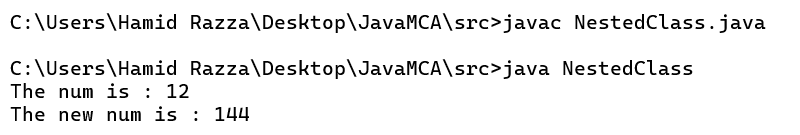 C:\Users\Hamid Razza\Desktop\JavaMCA\src>javac NestedClass.java
C:\Users\Hamid Razza\Desktop\JavaMCA\src>java NestedClass
The num is : 12
The new num is : 144